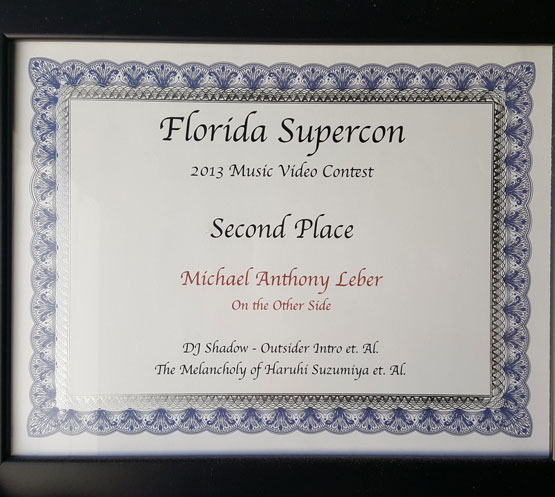 Florida Supercon
2013 Music Video Contest
Second Place
Michael Anthony Leber
On the Other Side
DJ Shadow - Outsider Intro et. Al.
The Melancholy of Haruhi Suzumiya et. Al.